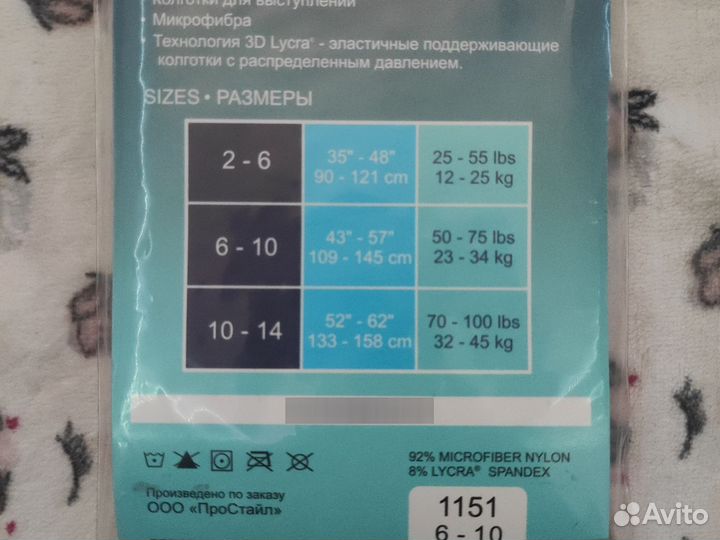 Колготки для выступлений
• Микрофибра
• Технология 3D Lycra® - эластичные поддерживающие
колготки с распределенным давлением.
SIZES • РАЗМЕРЫ
2 - 6 35" - 48" 25 - 55 lbs
90 - 121 cm 12 - 25 kg
6 - 10 43" - 57" 50 - 75 lbs
109 - 145 cm 23 - 34 kg
10 - 14 52" - 62" 70 - 100 lbs
133 - 158 cm 32 - 45 kg
92% MICROFIBER NYLON
8% LYCRA® SPANDEX
Произведено по заказу
ООО «ПроСтайл»
1151
6 - 10
Avito